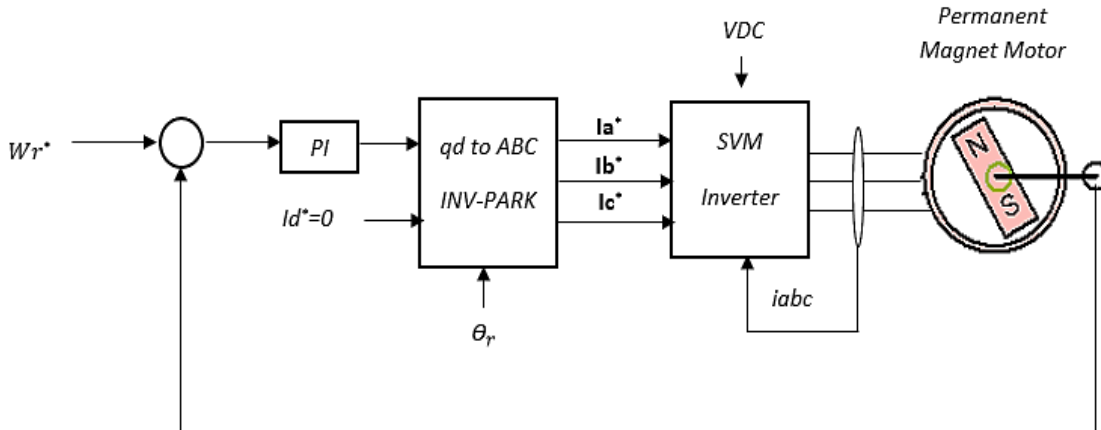 Permanent
Magnet Motor
VDC
Wr*
PI
qd to ABC
INV-PARK
Id*=0
θr
Ia*
Ib*
Ic*
SVM
Inverter
iabc
N
S